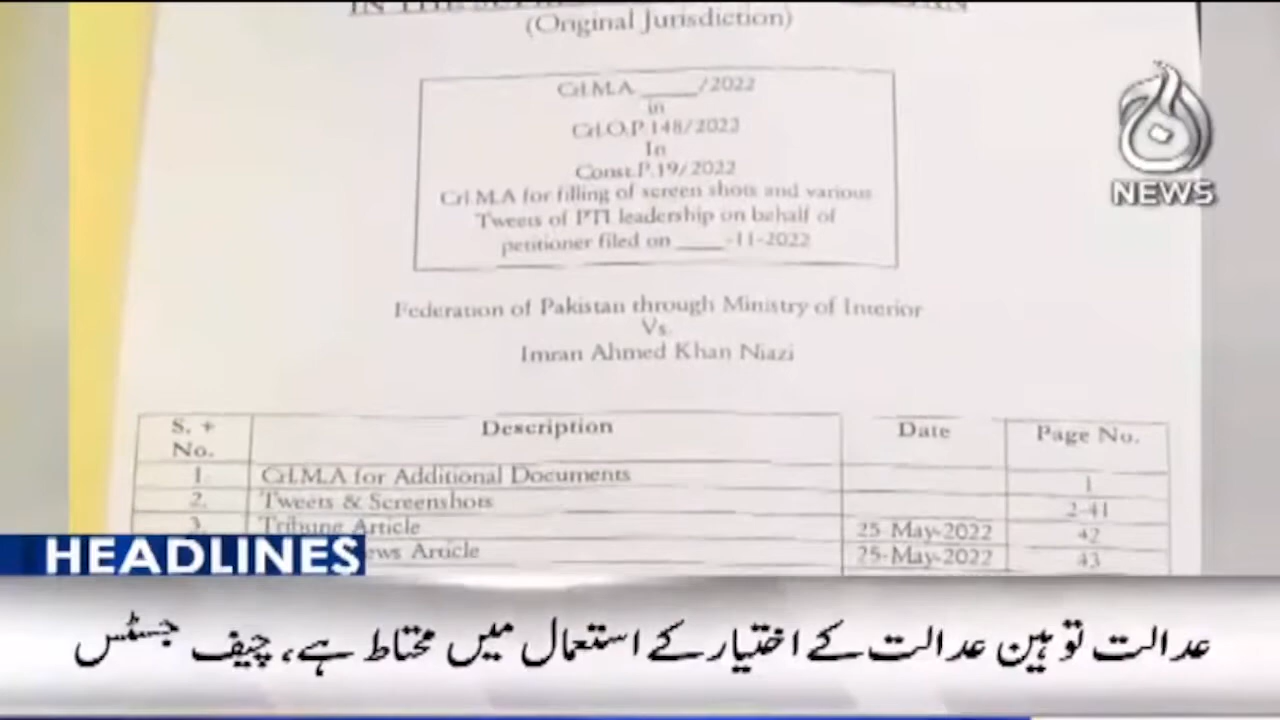 (Original Jurisdiction)
Crl.M.A ____/2022
in
Crl.O.P.148/2022
In
Const.P.19/2022
Crl.M.A for filling of screen shots and various
Tweets of PTI leadership on behalf of
petitioner filed on ____-11-2022
NEWS
Federation of Pakistan through Ministry of Interior
Vs.
Imran Ahmed Khan Niazi
S. + No. Description Date Page No.
1. Crl.M.A for Additional Documents 1
2. Tweets & Screenshots 2-41
3. Tribune Article 25-May-2022 42
Article 25-May-2022 43
HEADLINES
عدالت توہین عدالت کے اختیار کے استعمال میں محتاط ہے، چیف جسٹس